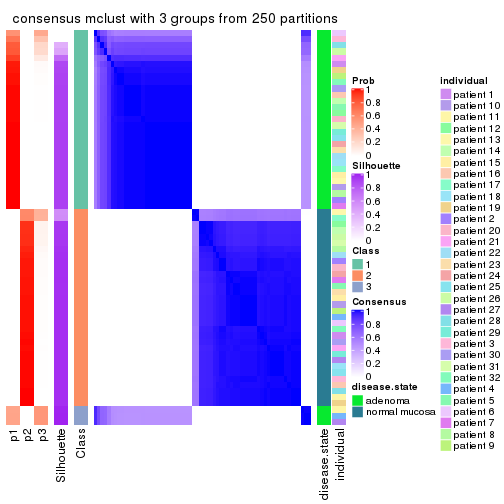 consensus mclust with 3 groups from 250 partitions
Prob
1
0.8
0.6
0.4
0.2
0
Silhouette
1
0.8
0.6
0.4
0.2
0
Class
1
2
3
Consensus
1
0.8
0.6
0.4
0.2
0
disease.state
adenoma
normal mucosa
individual
patient 1
patient 10
patient 11
patient 12
patient 13
patient 14
patient 15
patient 16
patient 17
patient 18
patient 19
patient 2
patient 20
patient 21
patient 22
patient 23
patient 24
patient 25
patient 26
patient 27
patient 28
patient 29
patient 3
patient 30
patient 31
patient 32
patient 4
patient 5
patient 6
patient 7
patient 8
patient 9
p1
p2
p3
Silhouette
Class
disease.state
individual